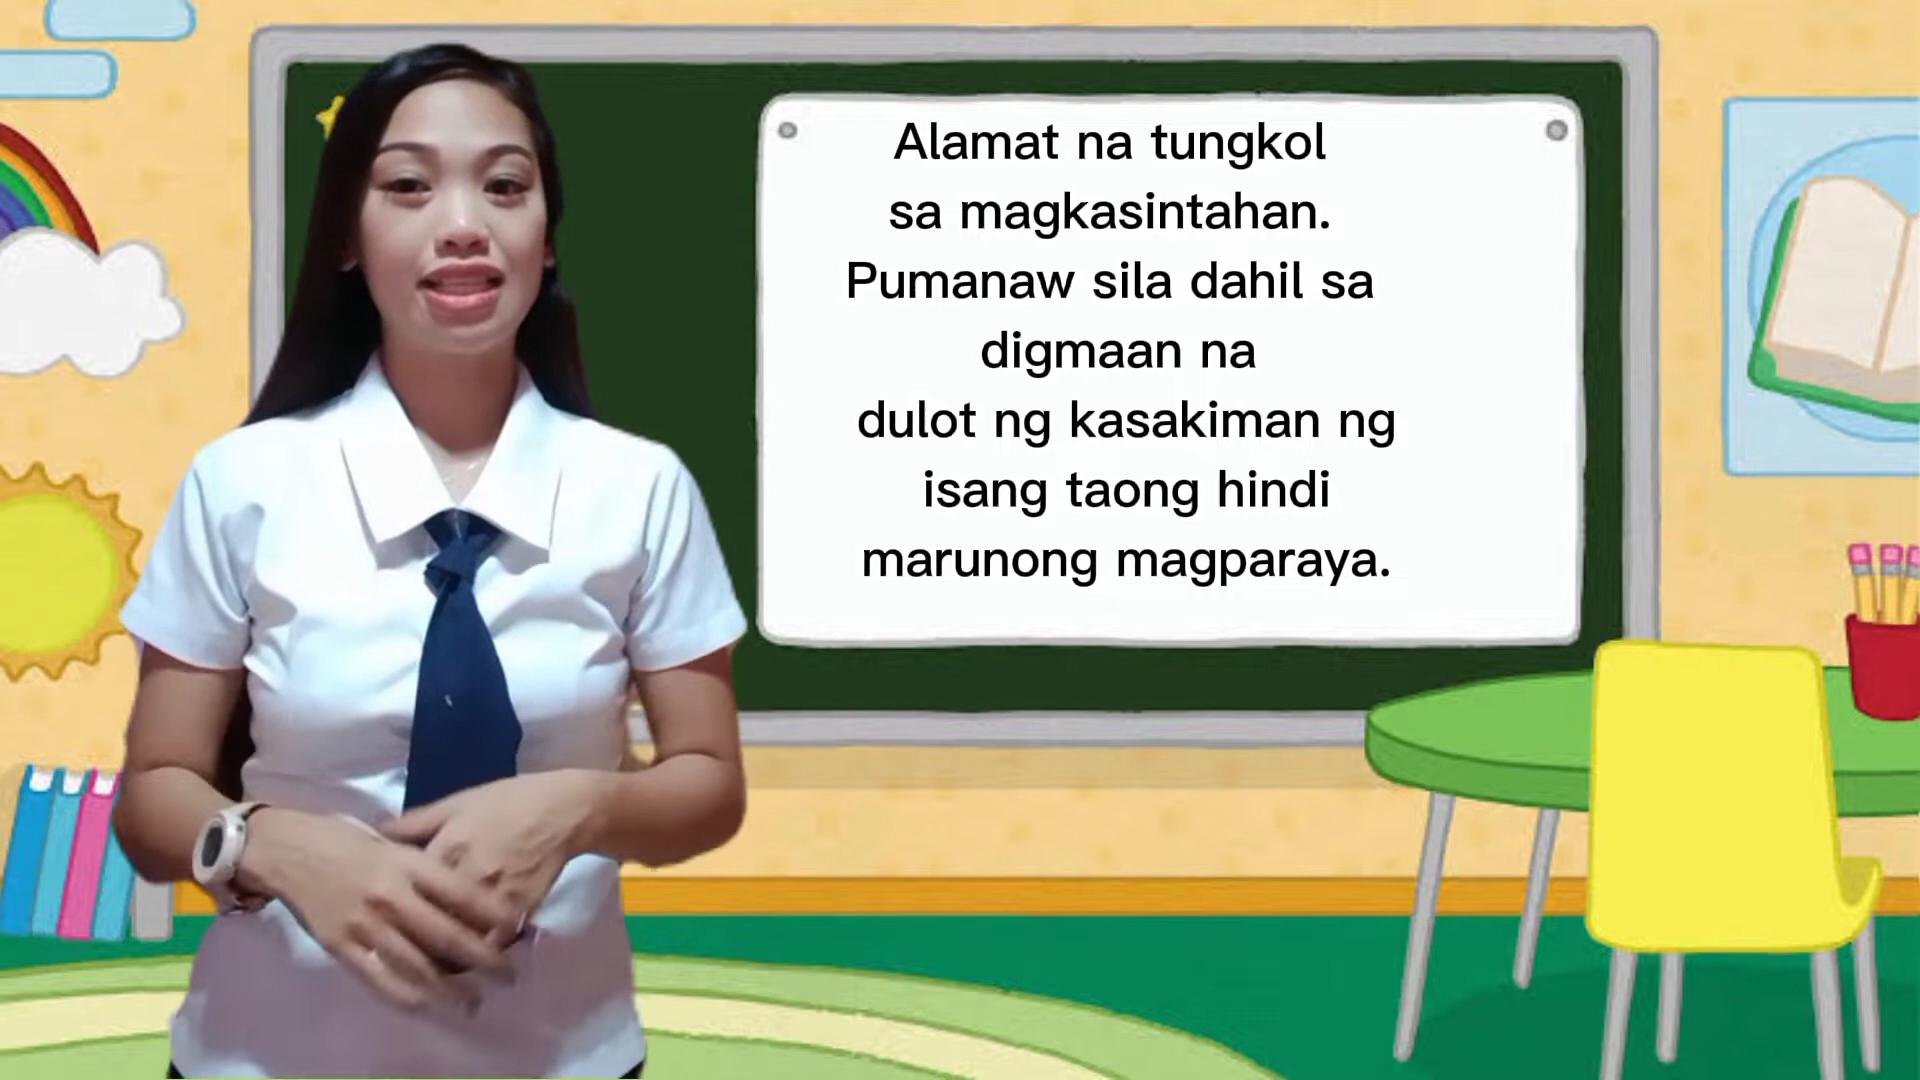 Alamat na tungkol
sa magkasintahan.
Pumanaw sila dahil sa
digmaan na
dulot ng kasakiman ng
isang taong hindi
marunong magparaya.